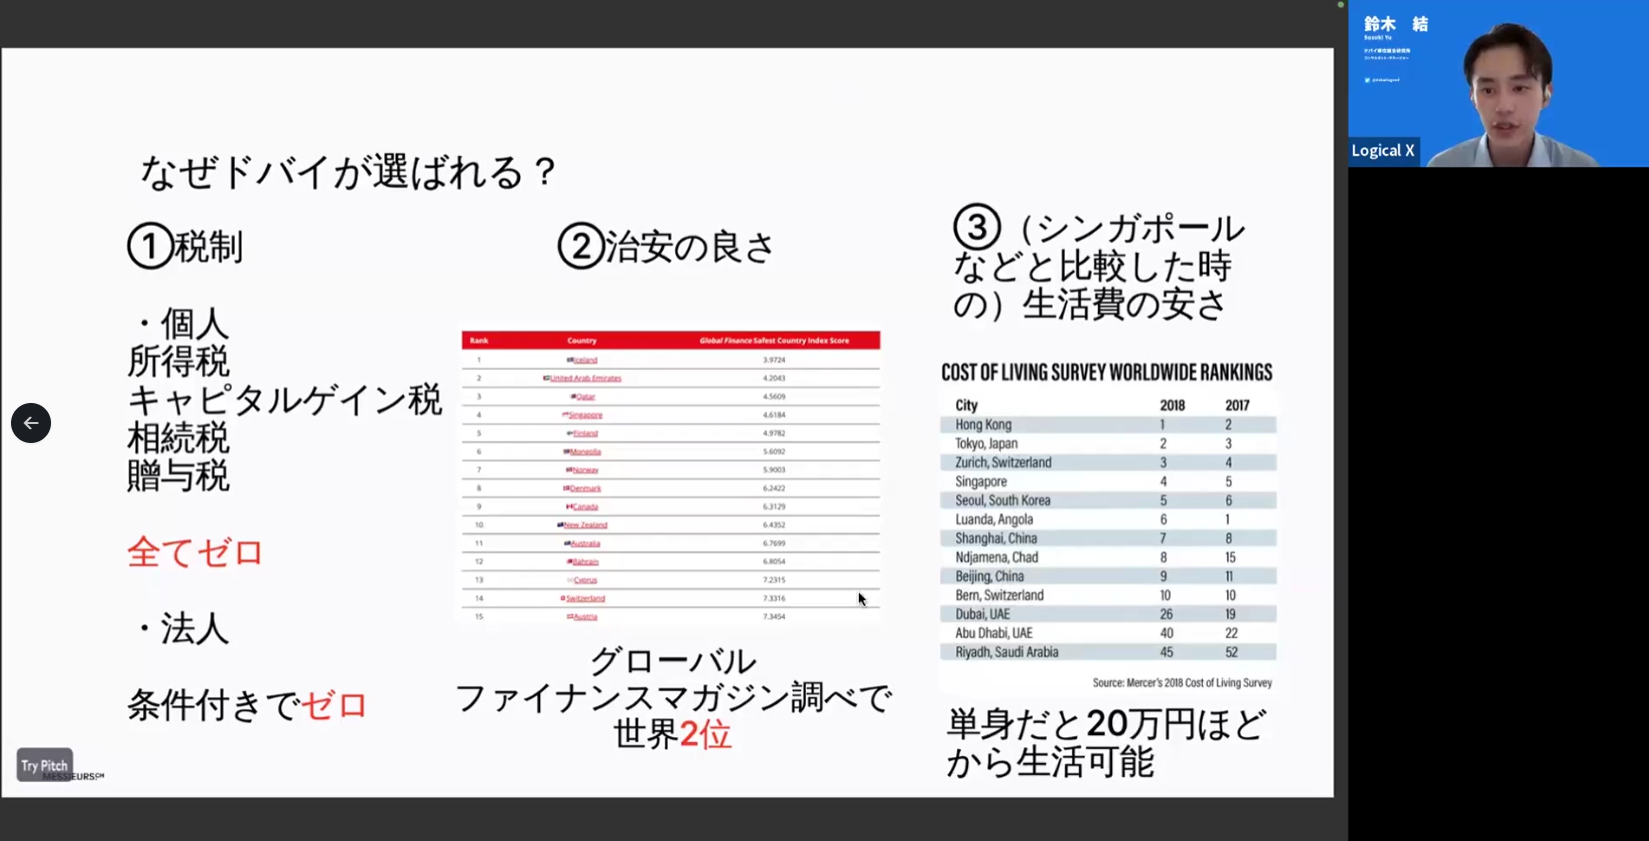 なぜドバイが選ばれる？
①税制
・個人
所得税
キャピタルゲイン税
相続税
贈与税
全てゼロ
・法人
条件付きでゼロ
②治安の良さ
Rank Country Global Finance Safest Country Index Score
1 Iceland 3.9724
2 United Arab Emirates 4.2043
3 Qatar 4.5609
4 Singapore 4.6184
5 Finland 4.9782
6 Mongolia 5.6092
7 Norway 5.9003
8 Denmark 6.2422
9 Canada 6.3129
10 New Zealand 6.4352
11 Australia 6.7699
12 Bahrain 6.8054
13 Cyprus 7.2315
14 Switzerland 7.3316
15 Austria 7.3454
グローバル
ファイナンスマガジン調べで
世界2位
③（シンガポール
などと比較した時
の）生活費の安さ
COST OF LIVING SURVEY WORLDWIDE RANKINGS
City 2018 2017
Hong Kong 1 2
Tokyo, Japan 2 3
Zurich, Switzerland 3 4
Singapore 4 5
Seoul, South Korea 5 6
Luanda, Angola 6 1
Shanghai, China 7 8
Ndjamena, Chad 8 15
Beijing, China 9 11
Bern, Switzerland 10 10
Dubai, UAE 26 19
Abu Dhabi, UAE 40 22
Riyadh, Saudi Arabia 45 52
Source: Mercer's 2018 Cost of Living Survey
単身だと20万円ほど
から生活可能
Try Pitch
鈴木 結
Suzuki Yu
Logical X